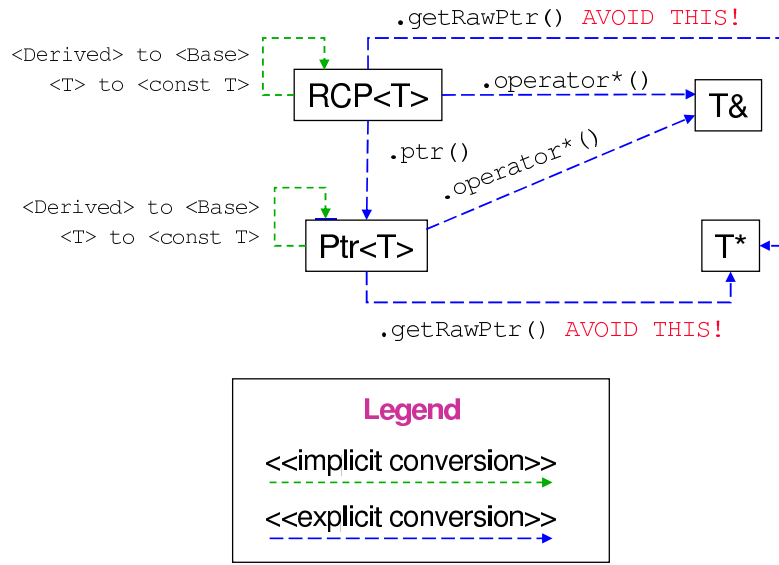 .getRawPtr() AVOID THIS!
<Derived> to <Base>
<T> to <const T>
RCP<T>
.operator*()
T&
.ptr()
.operator*()
<Derived> to <Base>
<T> to <const T>
Ptr<T>
T*
.getRawPtr() AVOID THIS!
Legend
<<implicit conversion>>
<<explicit conversion>>